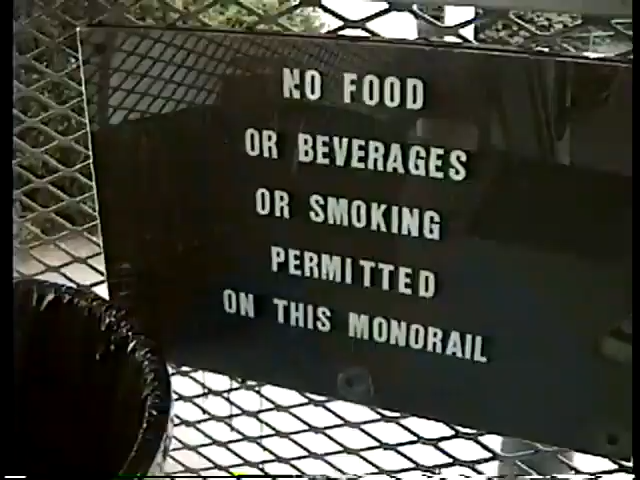 NO FOOD
OR BEVERAGES
OR SMOKING
PERMITTED
ON THIS MONORAIL